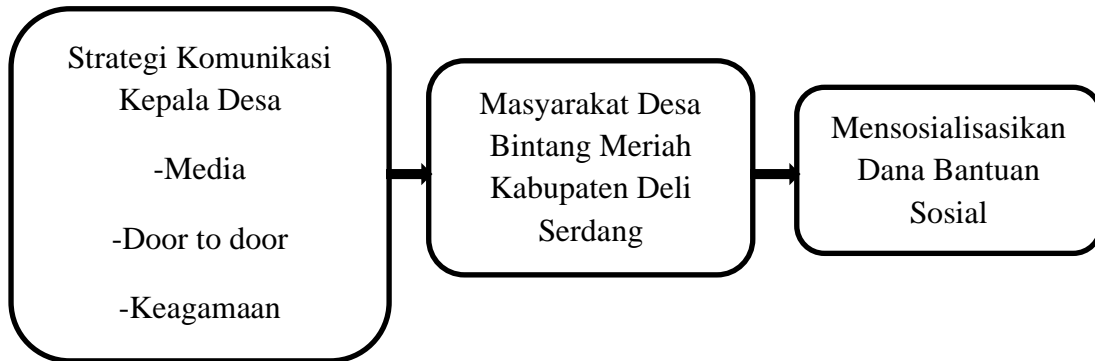 Strategi Komunikasi
Kepala Desa
-Media
-Door to door
-Keagamaan
Masyarakat Desa
Bintang Meriah
Kabupaten Deli
Serdang
Mensosialisasikan
Dana Bantuan
Sosial